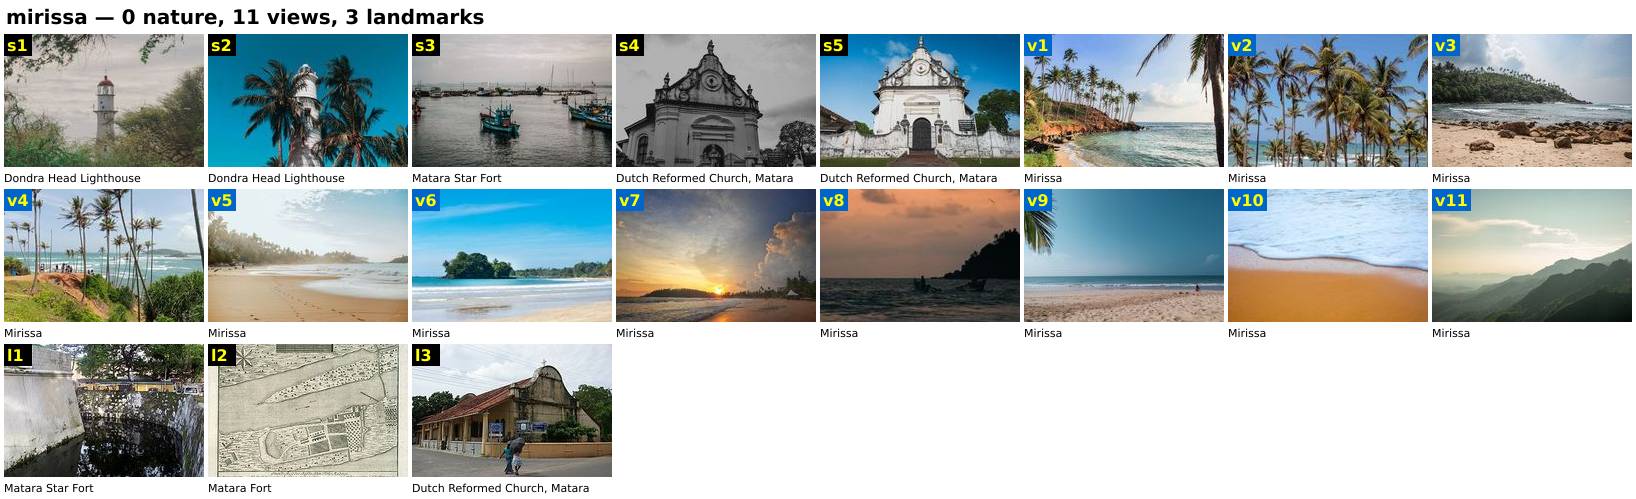 mirissa — 0 nature, 11 views, 3 landmarks
s1
s2
s3
s4
s5
v1
v2
v3
Dondra Head Lighthouse
Dondra Head Lighthouse
Matara Star Fort
Dutch Reformed Church, Matara
Dutch Reformed Church, Matara
Mirissa
Mirissa
Mirissa
v4
v5
v6
v7
v8
v9
v10
v11
Mirissa
Mirissa
Mirissa
Mirissa
Mirissa
Mirissa
Mirissa
Mirissa
l1
l2
l3
Matara Star Fort
Matara Fort
Dutch Reformed Church, Matara